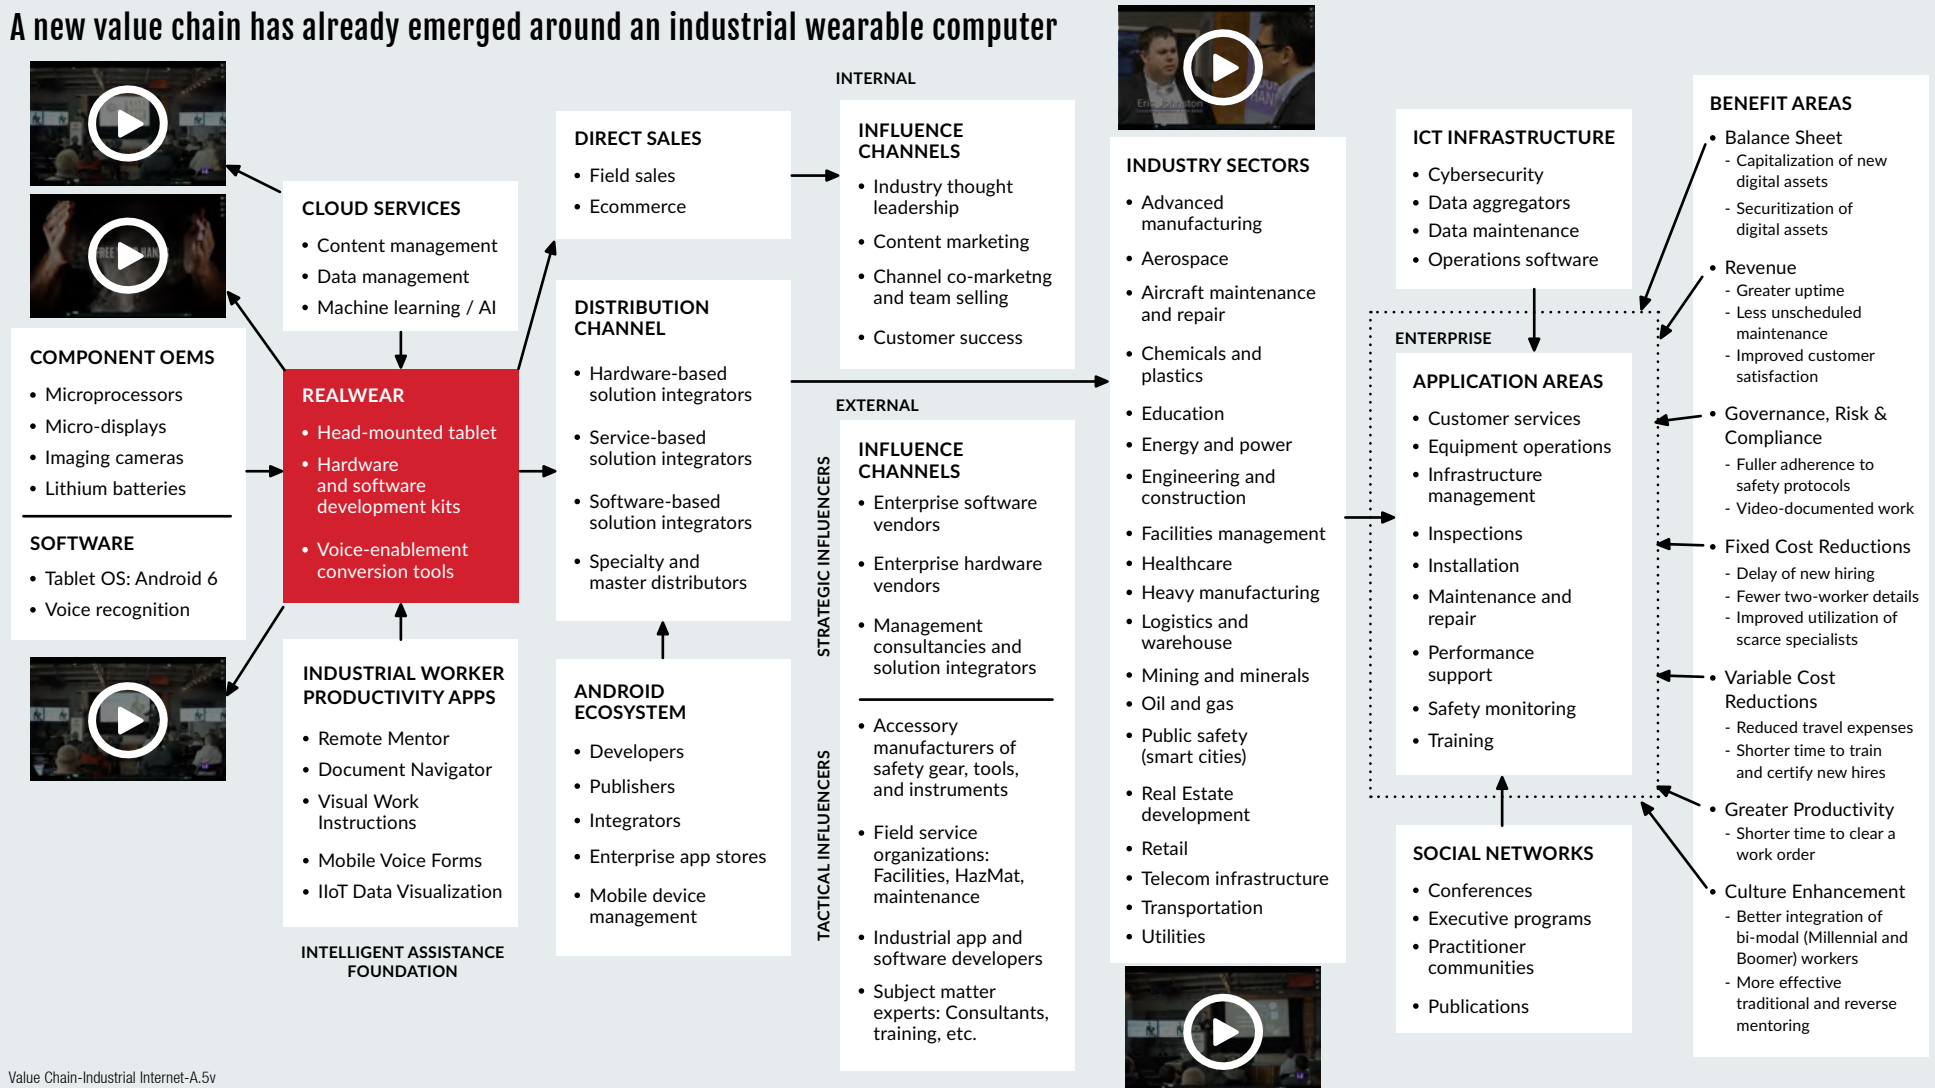 A new value chain has already emerged around an industrial wearable computer
CLOUD SERVICES
• Content management
• Data management
• Machine learning / AI
COMPONENT OEMS
• Microprocessors
• Micro-displays
• Imaging cameras
• Lithium batteries
SOFTWARE
• Tablet OS: Android 6
• Voice recognition
REALWEAR
• Head-mounted tablet
• Hardware
and software
development kits
• Voice-enablement
conversion tools
INDUSTRIAL WORKER
PRODUCTIVITY APPS
• Remote Mentor
• Document Navigator
• Visual Work
Instructions
• Mobile Voice Forms
• IIoT Data Visualization
INTELLIGENT ASSISTANCE
FOUNDATION
DIRECT SALES
• Field sales
• Ecommerce
DISTRIBUTION
CHANNEL
• Hardware-based
solution integrators
• Service-based
solution integrators
• Software-based
solution integrators
• Specialty and
master distributors
ANDROID
ECOSYSTEM
• Developers
• Publishers
• Integrators
• Enterprise app stores
• Mobile device
management
INTERNAL
INFLUENCE
CHANNELS
• Industry thought
leadership
• Content marketing
• Channel co-marketng
and team selling
• Customer success
EXTERNAL
STRATEGIC INFLUENCERS
INFLUENCE
CHANNELS
• Enterprise software
vendors
• Enterprise hardware
vendors
• Management
consultancies and
solution integrators
TACTICAL INFLUENCERS
• Accessory
manufacturers of
safety gear, tools,
and instruments
• Field service
organizations:
Facilities, HazMat,
maintenance
• Industrial app and
software developers
• Subject matter
experts: Consultants,
training, etc.
Eric Johnston
INDUSTRY SECTORS
• Advanced
manufacturing
• Aerospace
• Aircraft maintenance
and repair
• Chemicals and
plastics
• Education
• Energy and power
• Engineering and
construction
• Facilities management
• Healthcare
• Heavy manufacturing
• Logistics and
warehouse
• Mining and minerals
• Oil and gas
• Public safety
(smart cities)
• Real Estate
development
• Retail
• Telecom infrastructure
• Transportation
• Utilities
ICT INFRASTRUCTURE
• Cybersecurity
• Data aggregators
• Data maintenance
• Operations software
ENTERPRISE
APPLICATION AREAS
• Customer services
• Equipment operations
• Infrastructure
management
• Inspections
• Installation
• Maintenance and
repair
• Performance
support
• Safety monitoring
• Training
SOCIAL NETWORKS
• Conferences
• Executive programs
• Practitioner
communities
• Publications
BENEFIT AREAS
• Balance Sheet
- Capitalization of new
digital assets
- Securitization of
digital assets
• Revenue
- Greater uptime
- Less unscheduled
maintenance
- Improved customer
satisfaction
• Governance, Risk &
Compliance
- Fuller adherence to
safety protocols
- Video-documented work
• Fixed Cost Reductions
- Delay of new hiring
- Fewer two-worker details
- Improved utilization of
scarce specialists
• Variable Cost
Reductions
- Reduced travel expenses
- Shorter time to train
and certify new hires
• Greater Productivity
- Shorter time to clear a
work order
• Culture Enhancement
- Better integration of
bi-modal (Millennial and
Boomer) workers
- More effective
traditional and reverse
mentoring
Value Chain-Industrial Internet-A.5v